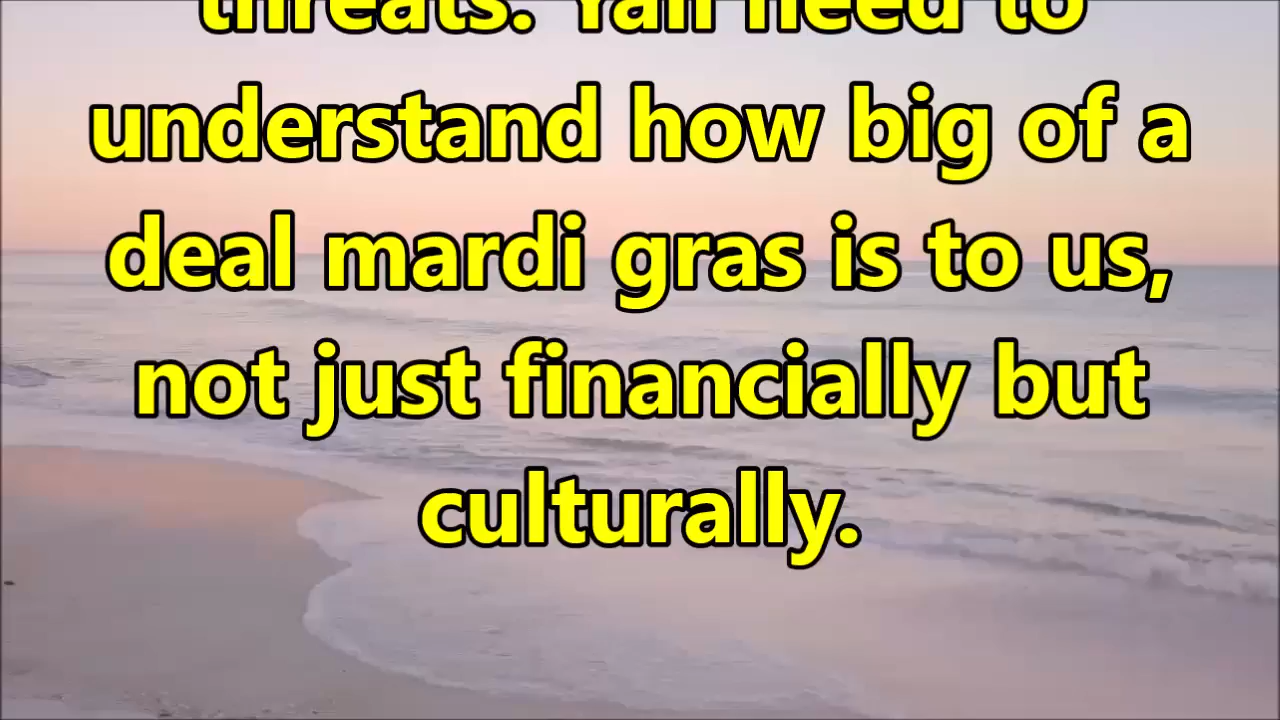 threats. Yall need to
understand how big of a
deal mardi gras is to us,
not just financially but
culturally.